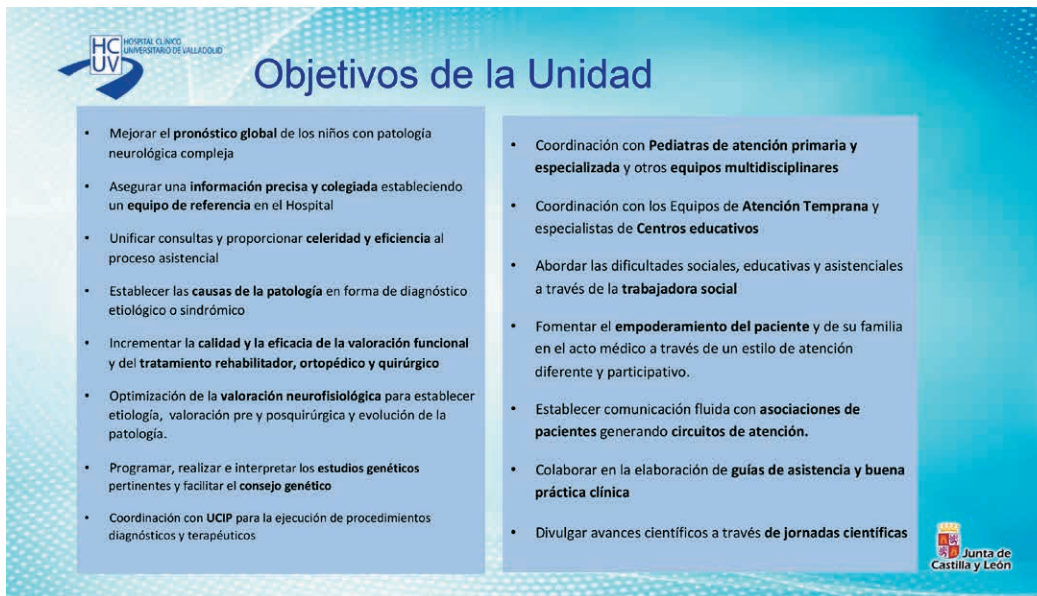 HC
UV
HOSPITAL CLÍNICO
UNIVERSITARIO DE VALLADOLID
Objetivos de la Unidad
• Mejorar el pronóstico global de los niños con patología
neurológica compleja
• Asegurar una información precisa y colegiada estableciendo
un equipo de referencia en el Hospital
• Unificar consultas y proporcionar celeridad y eficiencia al
proceso asistencial
• Establecer las causas de la patología en forma de diagnóstico
etiológico o sindrómico
• Incrementar la calidad y la eficacia de la valoración funcional
y del tratamiento rehabilitador, ortopédico y quirúrgico
• Optimización de la valoración neurofisiológica para establecer
etiología, valoración pre y posquirúrgica y evolución de la
patología.
• Programar, realizar e interpretar los estudios genéticos
pertinentes y facilitar el consejo genético
• Coordinación con UCIP para la ejecución de procedimientos
diagnósticos y terapéuticos
• Coordinación con Pediatras de atención primaria y
especializada y otros equipos multidisciplinares
• Coordinación con los Equipos de Atención Temprana y
especialistas de Centros educativos
• Abordar las dificultades sociales, educativas y asistenciales
a través de la trabajadora social
• Fomentar el empoderamiento del paciente y de su familia
en el acto médico a través de un estilo de atención
diferente y participativo.
• Establecer comunicación fluida con asociaciones de
pacientes generando circuitos de atención.
• Colaborar en la elaboración de guías de asistencia y buena
práctica clínica
• Divulgar avances científicos a través de jornadas científicas
Junta de
Castilla y León